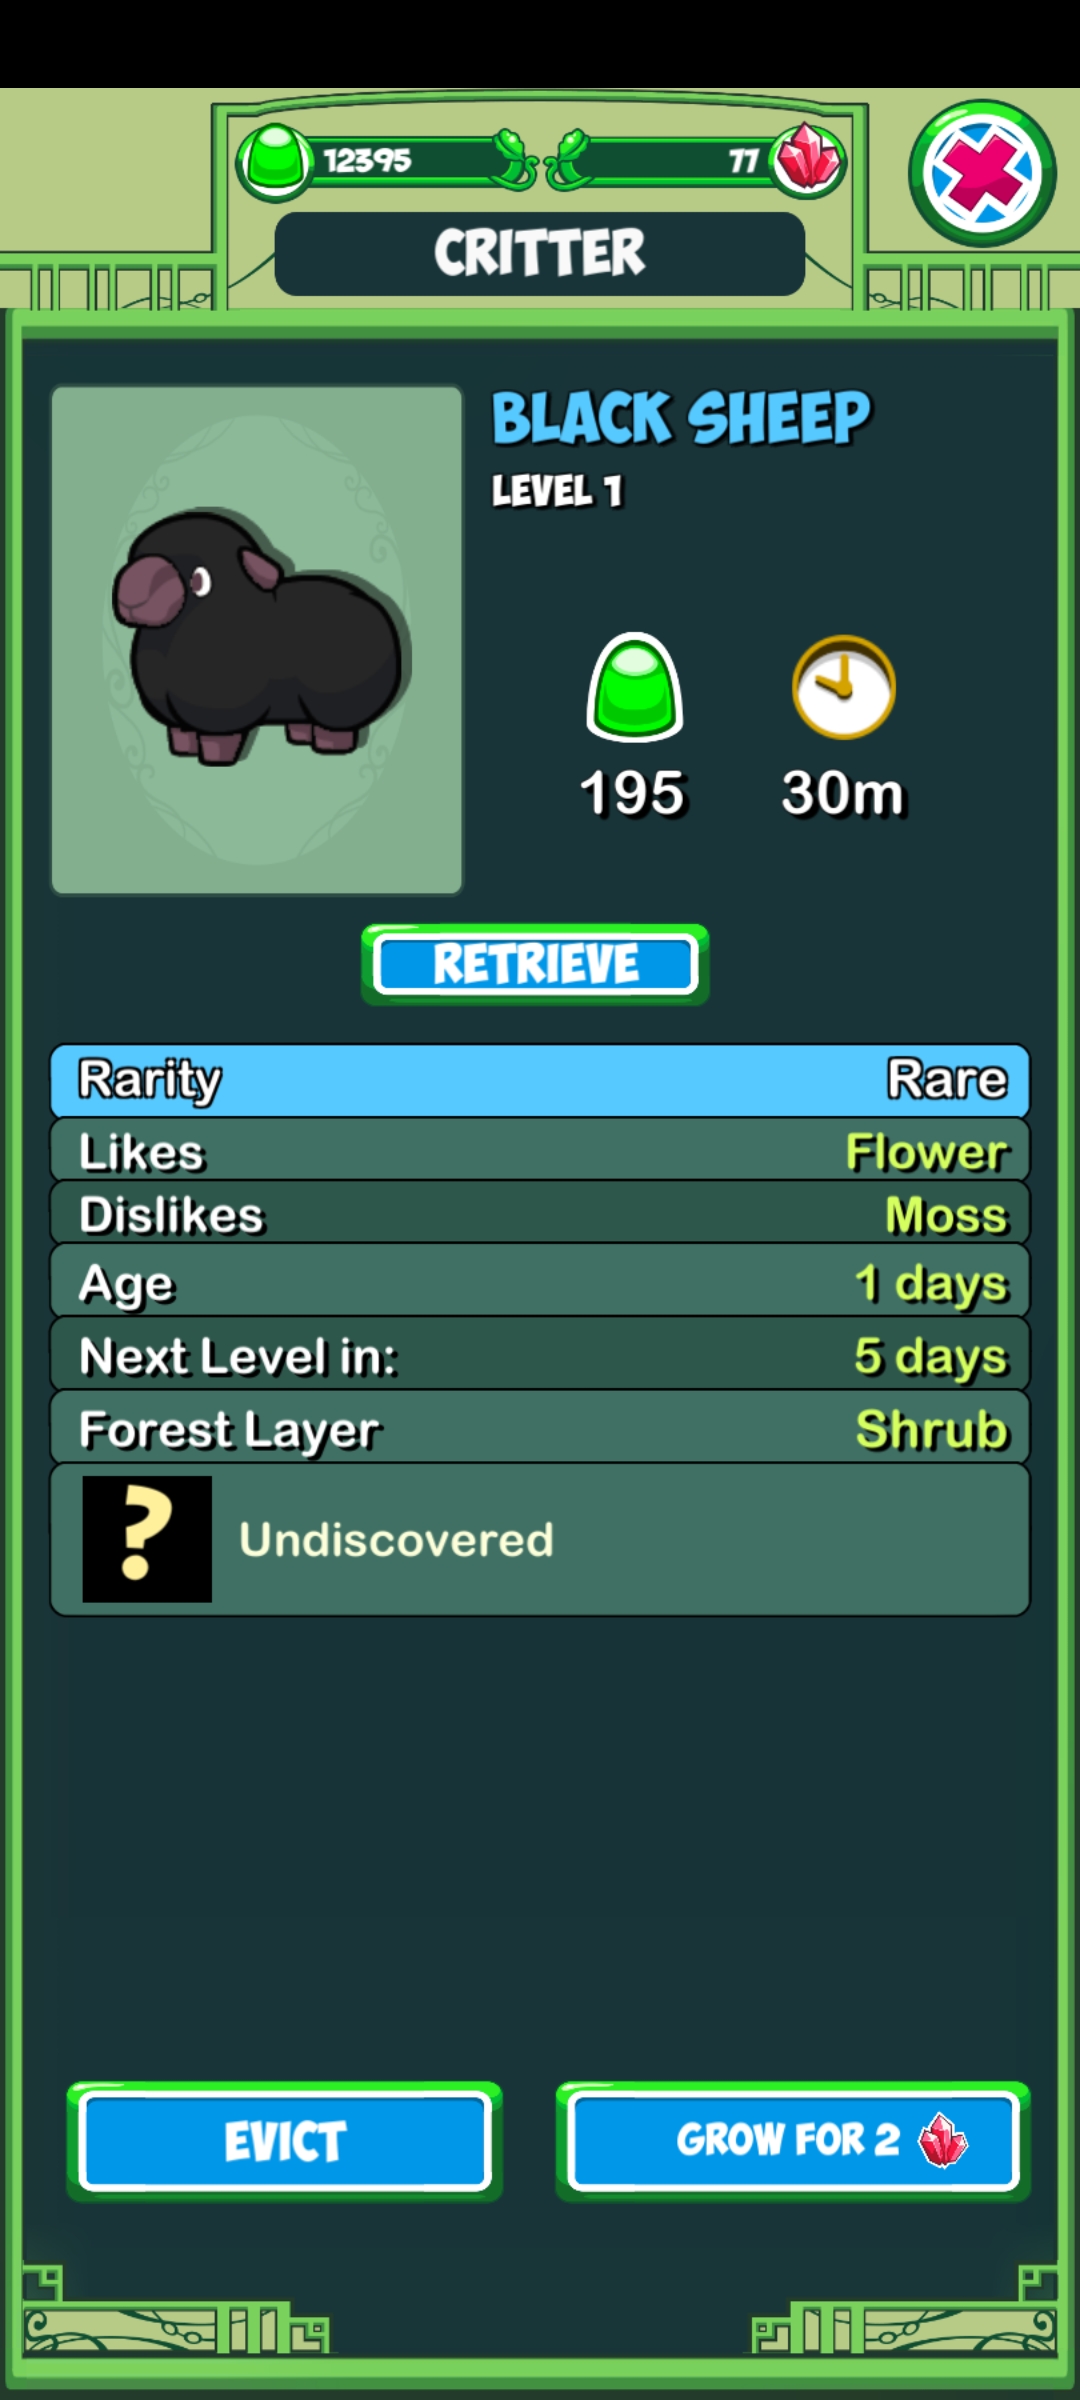 12395
77
CRITTER
BLACK SHEEP
LEVEL 1
195
30m
RETRIEVE
Rarity Rare
Likes Flower
Dislikes Moss
Age 1 days
Next Level in: 5 days
Forest Layer Shrub
? Undiscovered
EVICT
GROW FOR 2